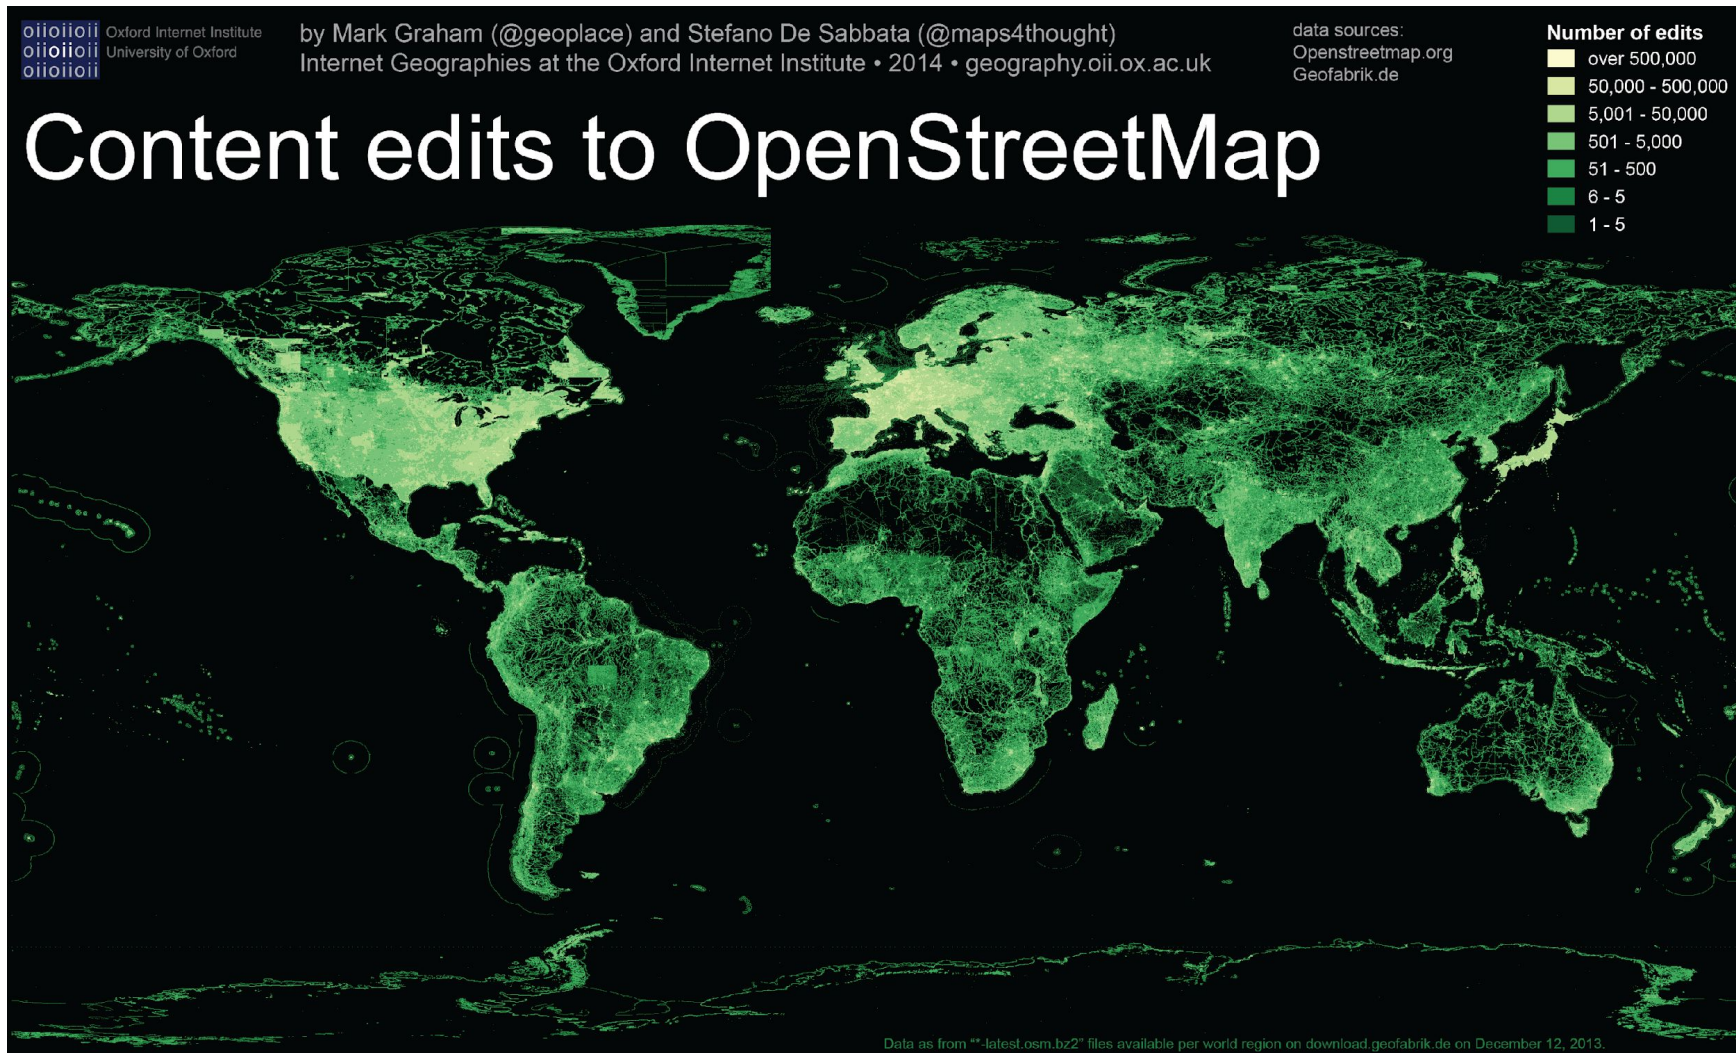 oiioiioii
oiioiioii
oiioiioii
Oxford Internet Institute
University of Oxford
by Mark Graham (@geoplace) and Stefano De Sabbata (@maps4thought)
Internet Geographies at the Oxford Internet Institute • 2014 • geography.oii.ox.ac.uk
data sources:
Openstreetmap.org
Geofabrik.de
Number of edits
over 500,000
50,000 - 500,000
5,001 - 50,000
501 - 5,000
51 - 500
6 - 5
1 - 5
Content edits to OpenStreetMap
Data as from "*-latest.osm.bz2" files available per world region on download.geofabrik.de on December 12, 2013.